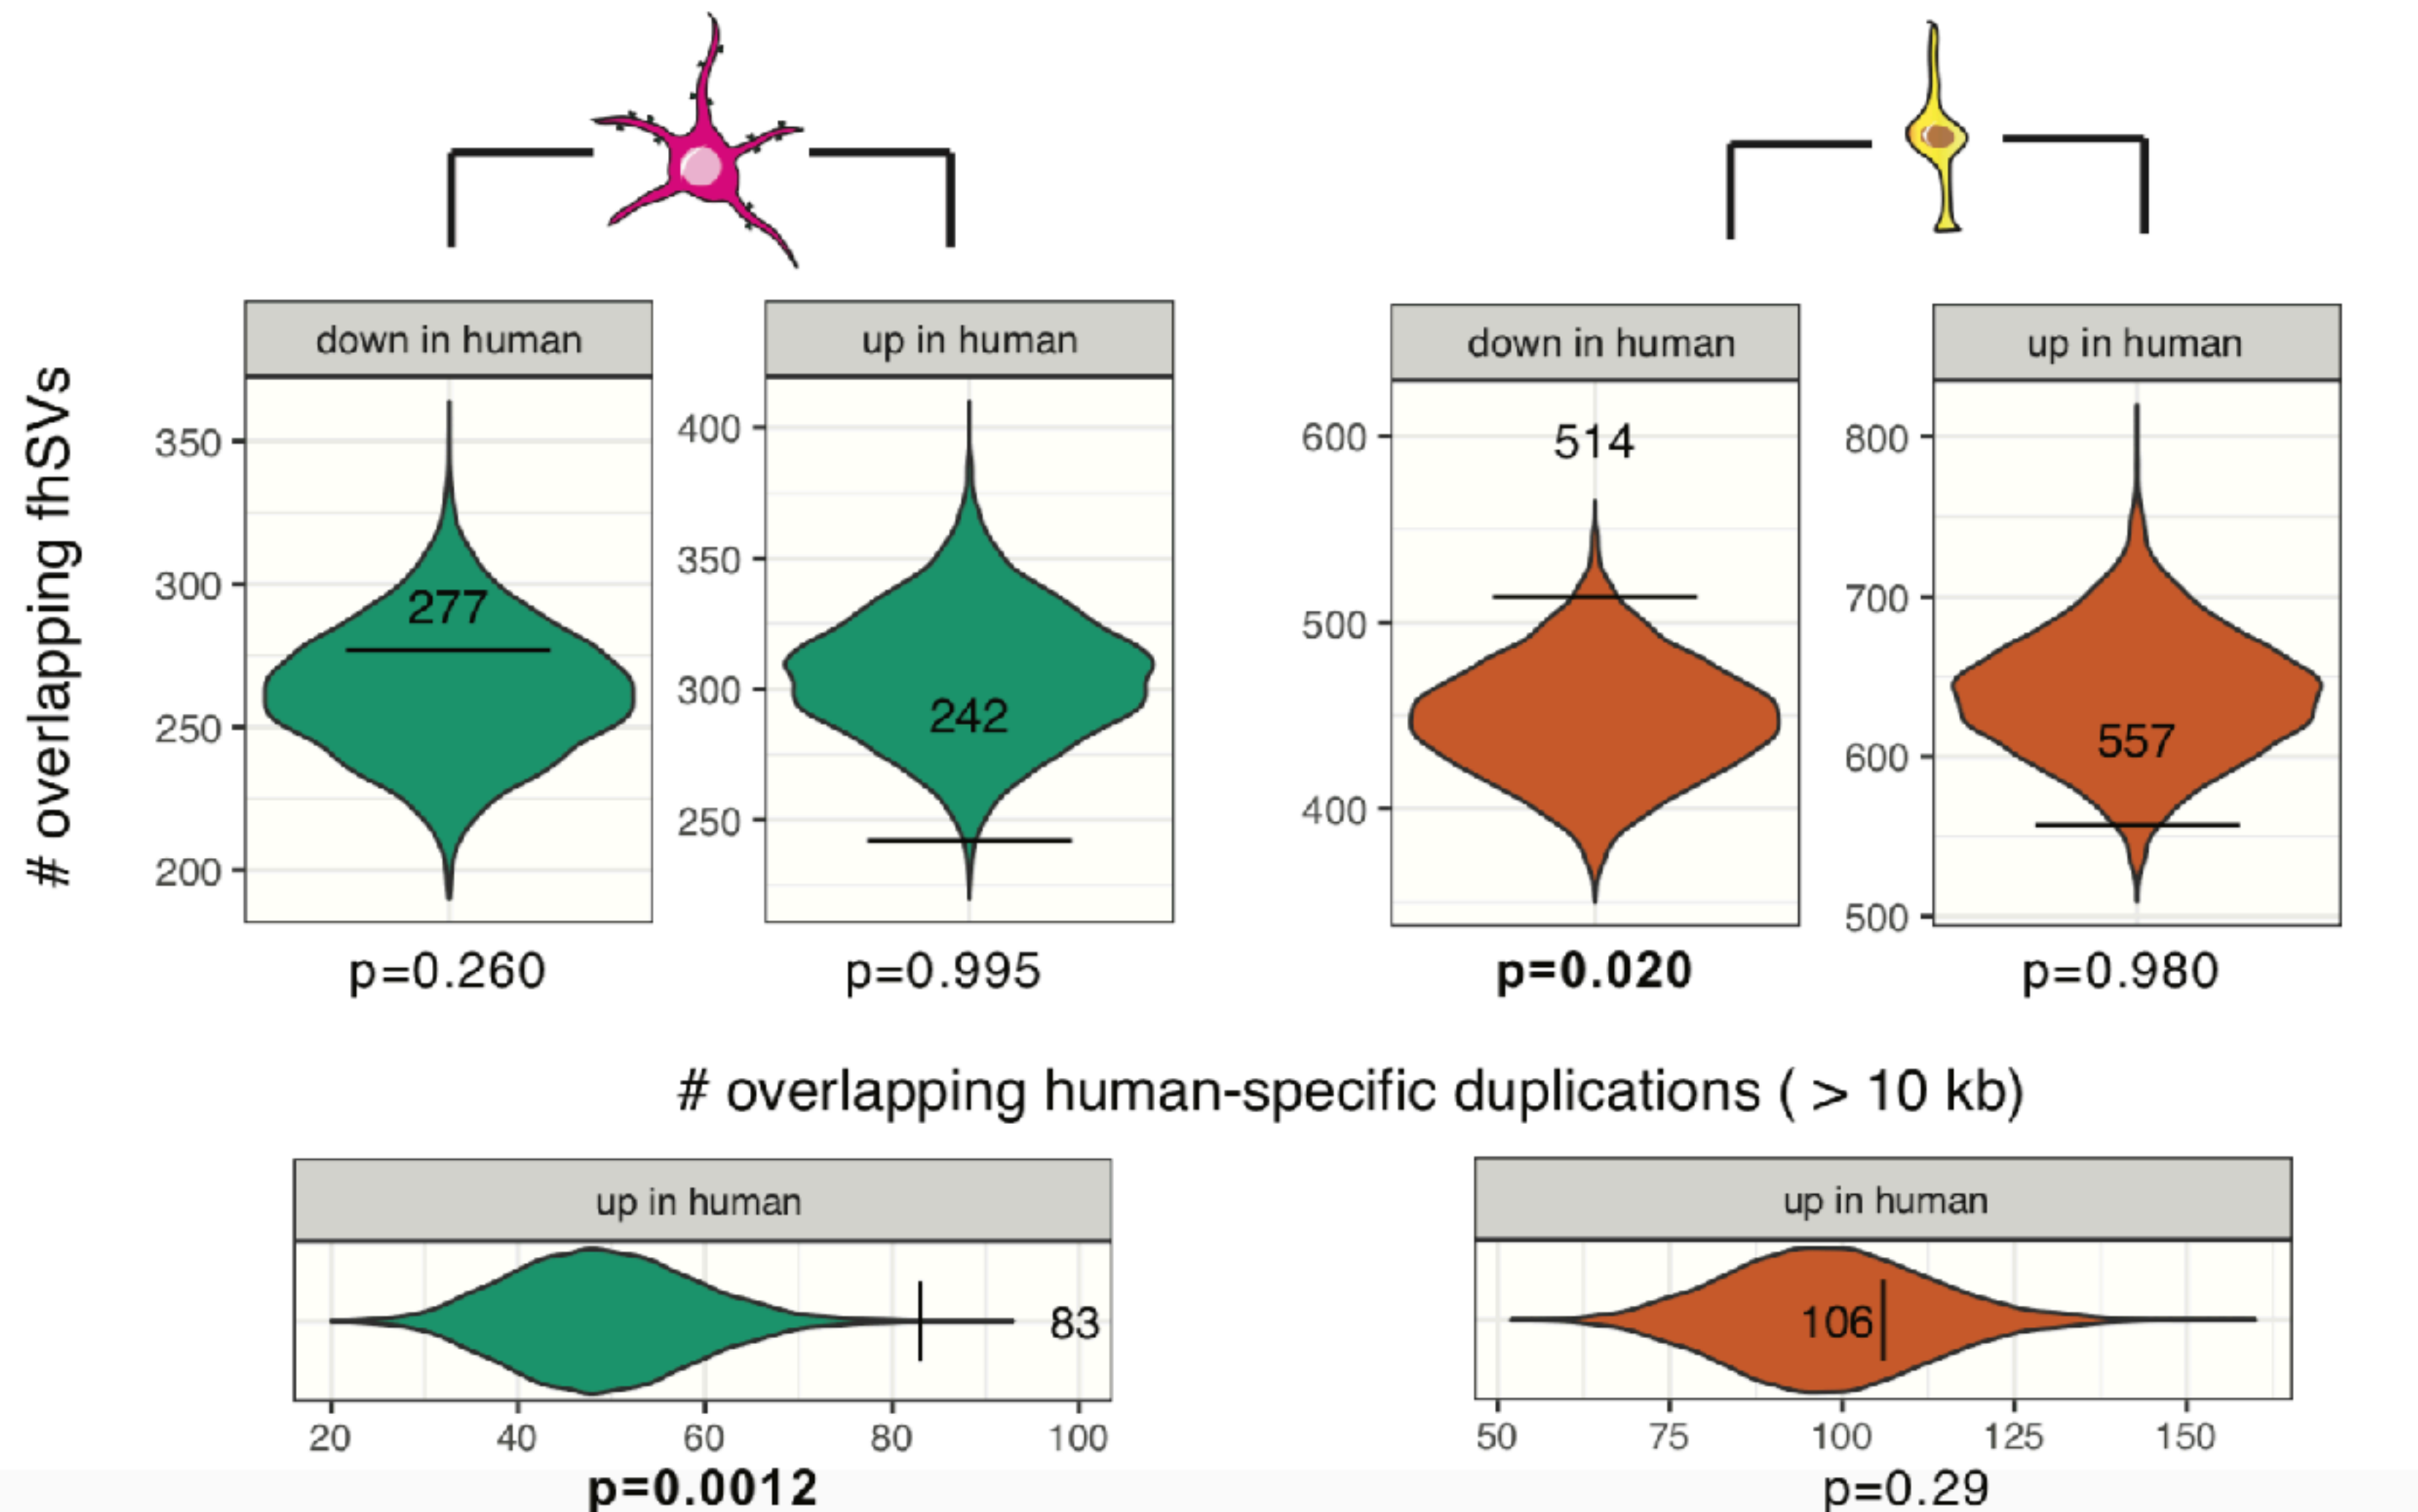 # overlapping fhSVs
down in human
350
300
250
200
277
p=0.260
up in human
400
350
300
250
242
p=0.995
down in human
600
500
400
514
p=0.020
up in human
800
700
600
500
557
p=0.980
# overlapping human-specific duplications ( > 10 kb)
up in human
83
20 40 60 80 100
p=0.0012
up in human
106
50 75 100 125 150
p=0.29